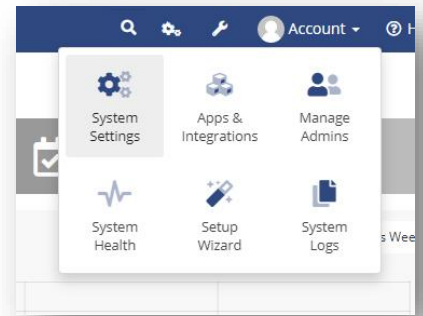 Account
H
System
Settings
Apps &
Integrations
Manage
Admins
System
Health
Setup
Wizard
System
Logs
s Wee